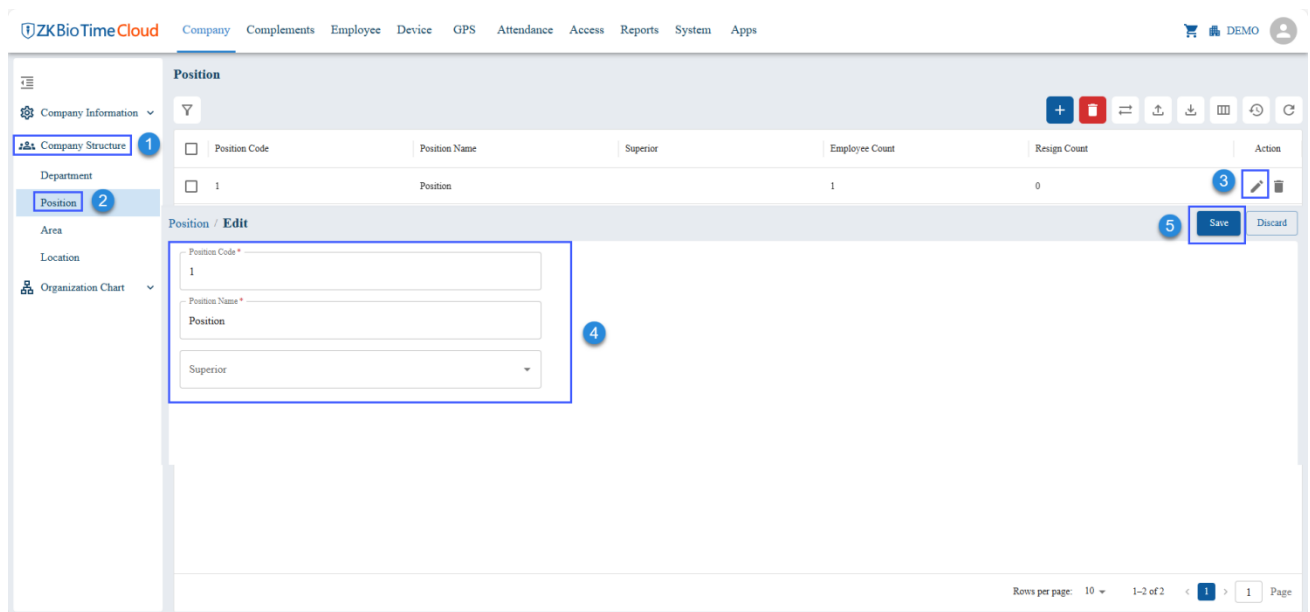 ZKBioTime Cloud Company Complements Employee Device GPS Attendance Access Reports System Apps DEMO
Position
Company Information
Company Structure 1
Position Code Position Name Superior Employee Count Resign Count Action
Department
1 Position 1 0 3
Position 2
Position / Edit 5 Save Discard
Area
Location
Organization Chart
Position Code *
1
Position Name *
Position
4
Superior
Rows per page: 10 1–2 of 2 < 1 > 1 Page